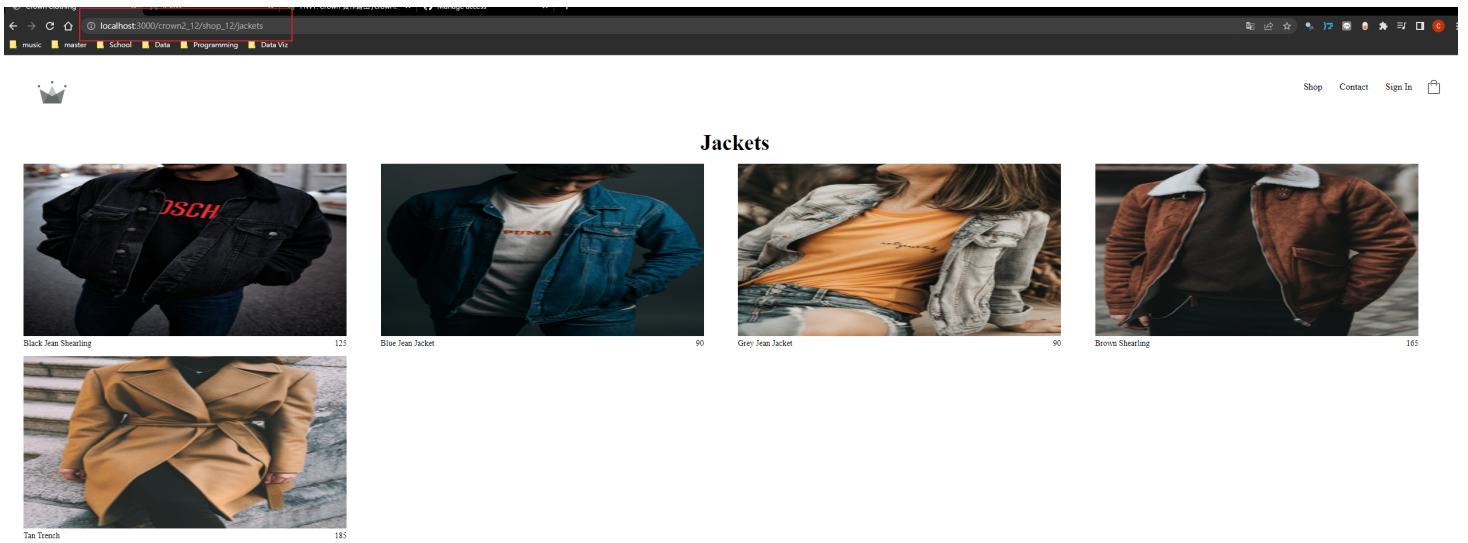 localhost:3000/crown2_12/shop_12/jackets
music master School Data Programming Data Viz
Shop Contact Sign In
Jackets
OSCH
PUMA
Black Jean Shearling 125
Blue Jean Jacket 90
Grey Jean Jacket 90
Brown Shearling 165
Tan Trench 185